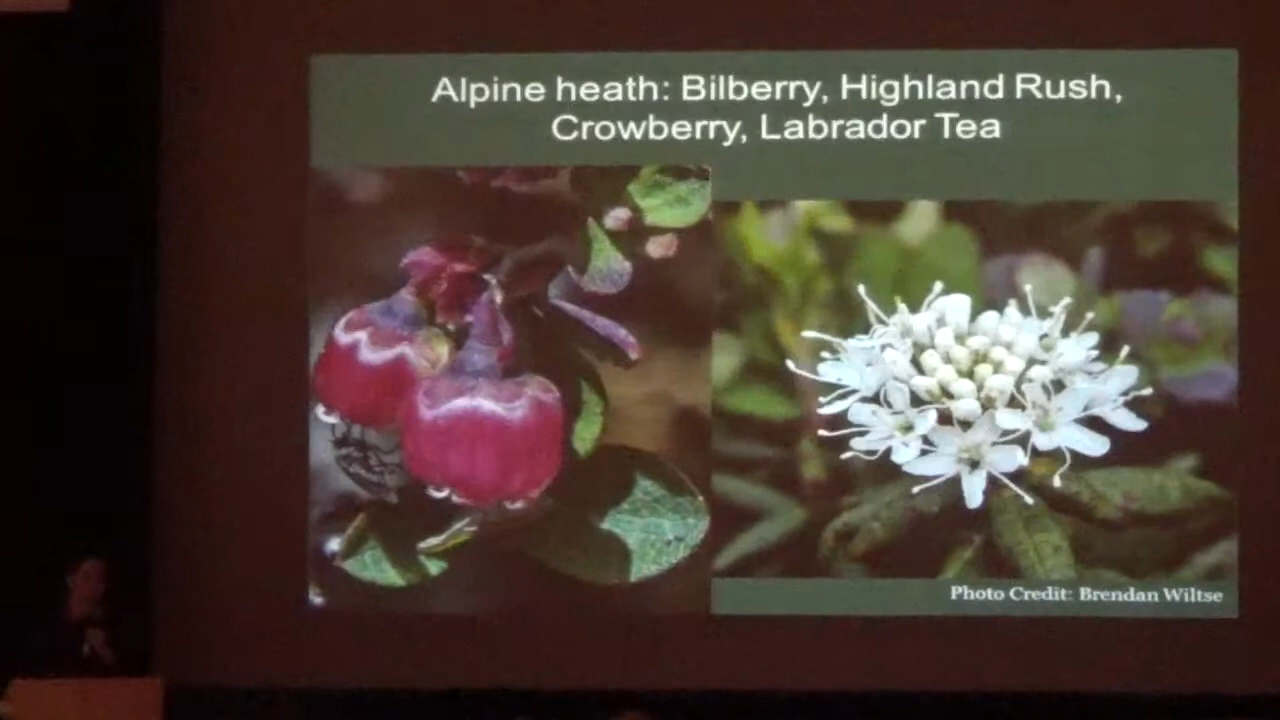 Alpine heath: Bilberry, Highland Rush,
Crowberry, Labrador Tea
Photo Credit: Brendan Wiltse